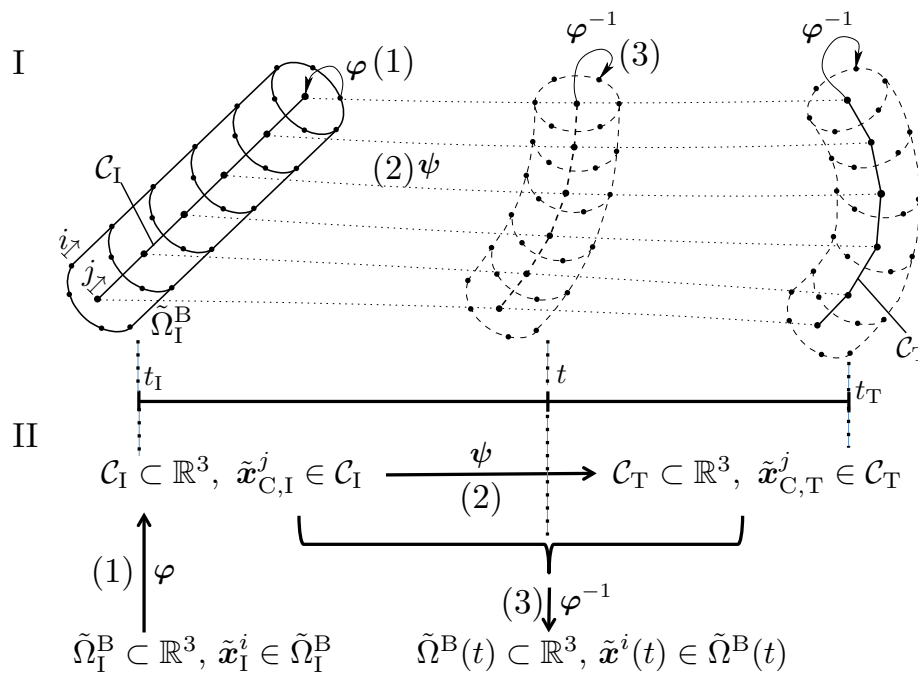 I
φ (1)
φ⁻¹
(3)
φ⁻¹
(2) ψ
𝒞_I
i
j
Ω̃_I^B
𝒞_T
t_I
t
t_T
II
𝒞_I ⊂ ℝ³, x̃_{C,I}^j ∈ 𝒞_I
ψ
(2)
𝒞_T ⊂ ℝ³, x̃_{C,T}^j ∈ 𝒞_T
(1) φ
(3) φ⁻¹
Ω̃_I^B ⊂ ℝ³, x̃_I^i ∈ Ω̃_I^B
Ω̃^B(t) ⊂ ℝ³, x̃^i(t) ∈ Ω̃^B(t)